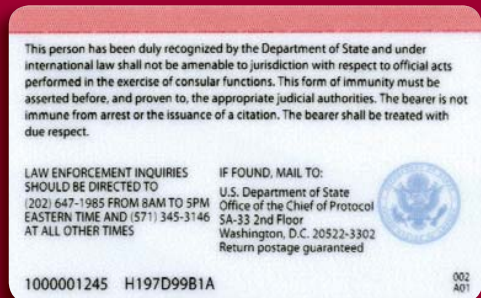 This person has been duly recognized by the Department of State and under
international law shall not be amenable to jurisdiction with respect to official acts
performed in the exercise of consular functions. This form of immunity must be
asserted before, and proven to, the appropriate judicial authorities. The bearer is not
immune from arrest or the issuance of a citation. The bearer shall be treated with
due respect.
LAW ENFORCEMENT INQUIRIES
SHOULD BE DIRECTED TO
(202) 647-1985 FROM 8AM TO 5PM
EASTERN TIME AND (571) 345-3146
AT ALL OTHER TIMES
IF FOUND, MAIL TO:
U.S. Department of State
Office of the Chief of Protocol
SA-33 2nd Floor
Washington, D.C. 20522-3302
Return postage guaranteed
1000001245 H197D99B1A
002
A01